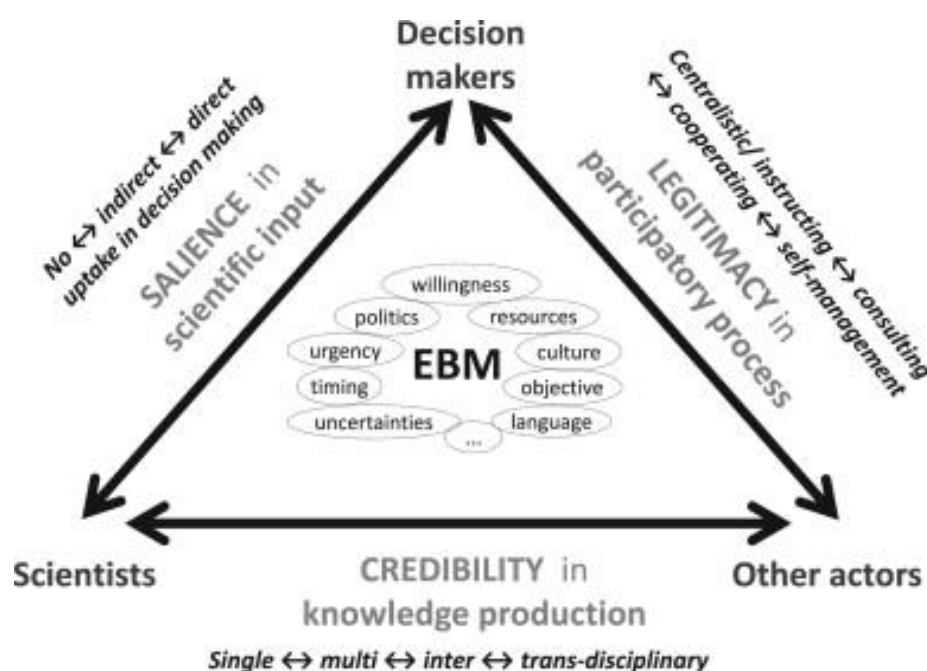 Decision
makers
No ↔ indirect ↔ direct
uptake in decision making
SALIENCE in
scientific input
Centralistic/ instructing ↔ consulting
↔ cooperating ↔ self-management
LEGITIMACY in
participatory process
willingness
politics
resources
urgency
EBM
culture
timing
objective
uncertainties
language
...
Scientists
CREDIBILITY in
knowledge production
Other actors
Single ↔ multi ↔ inter ↔ trans-disciplinary